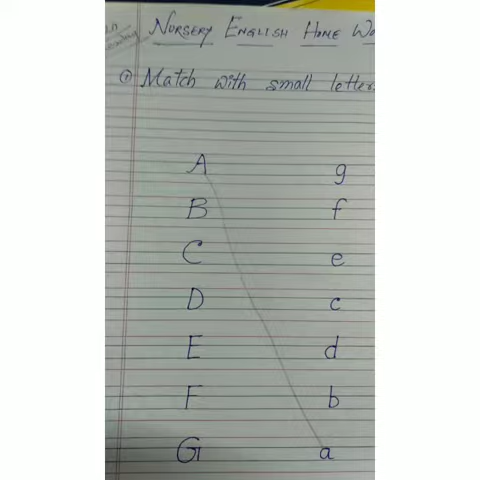 NURSERY ENGLISH HOME
① Match with small letter
A g
B f
C e
D c
E d
F b
G a